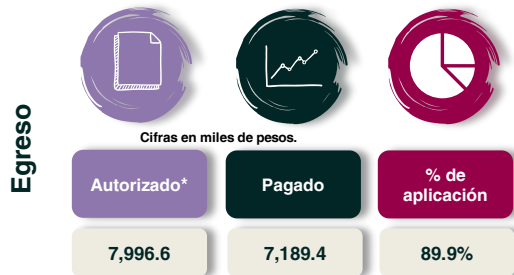 Egreso
Cifras en miles de pesos.
Autorizado* Pagado % de aplicación
7,996.6 7,189.4 89.9%